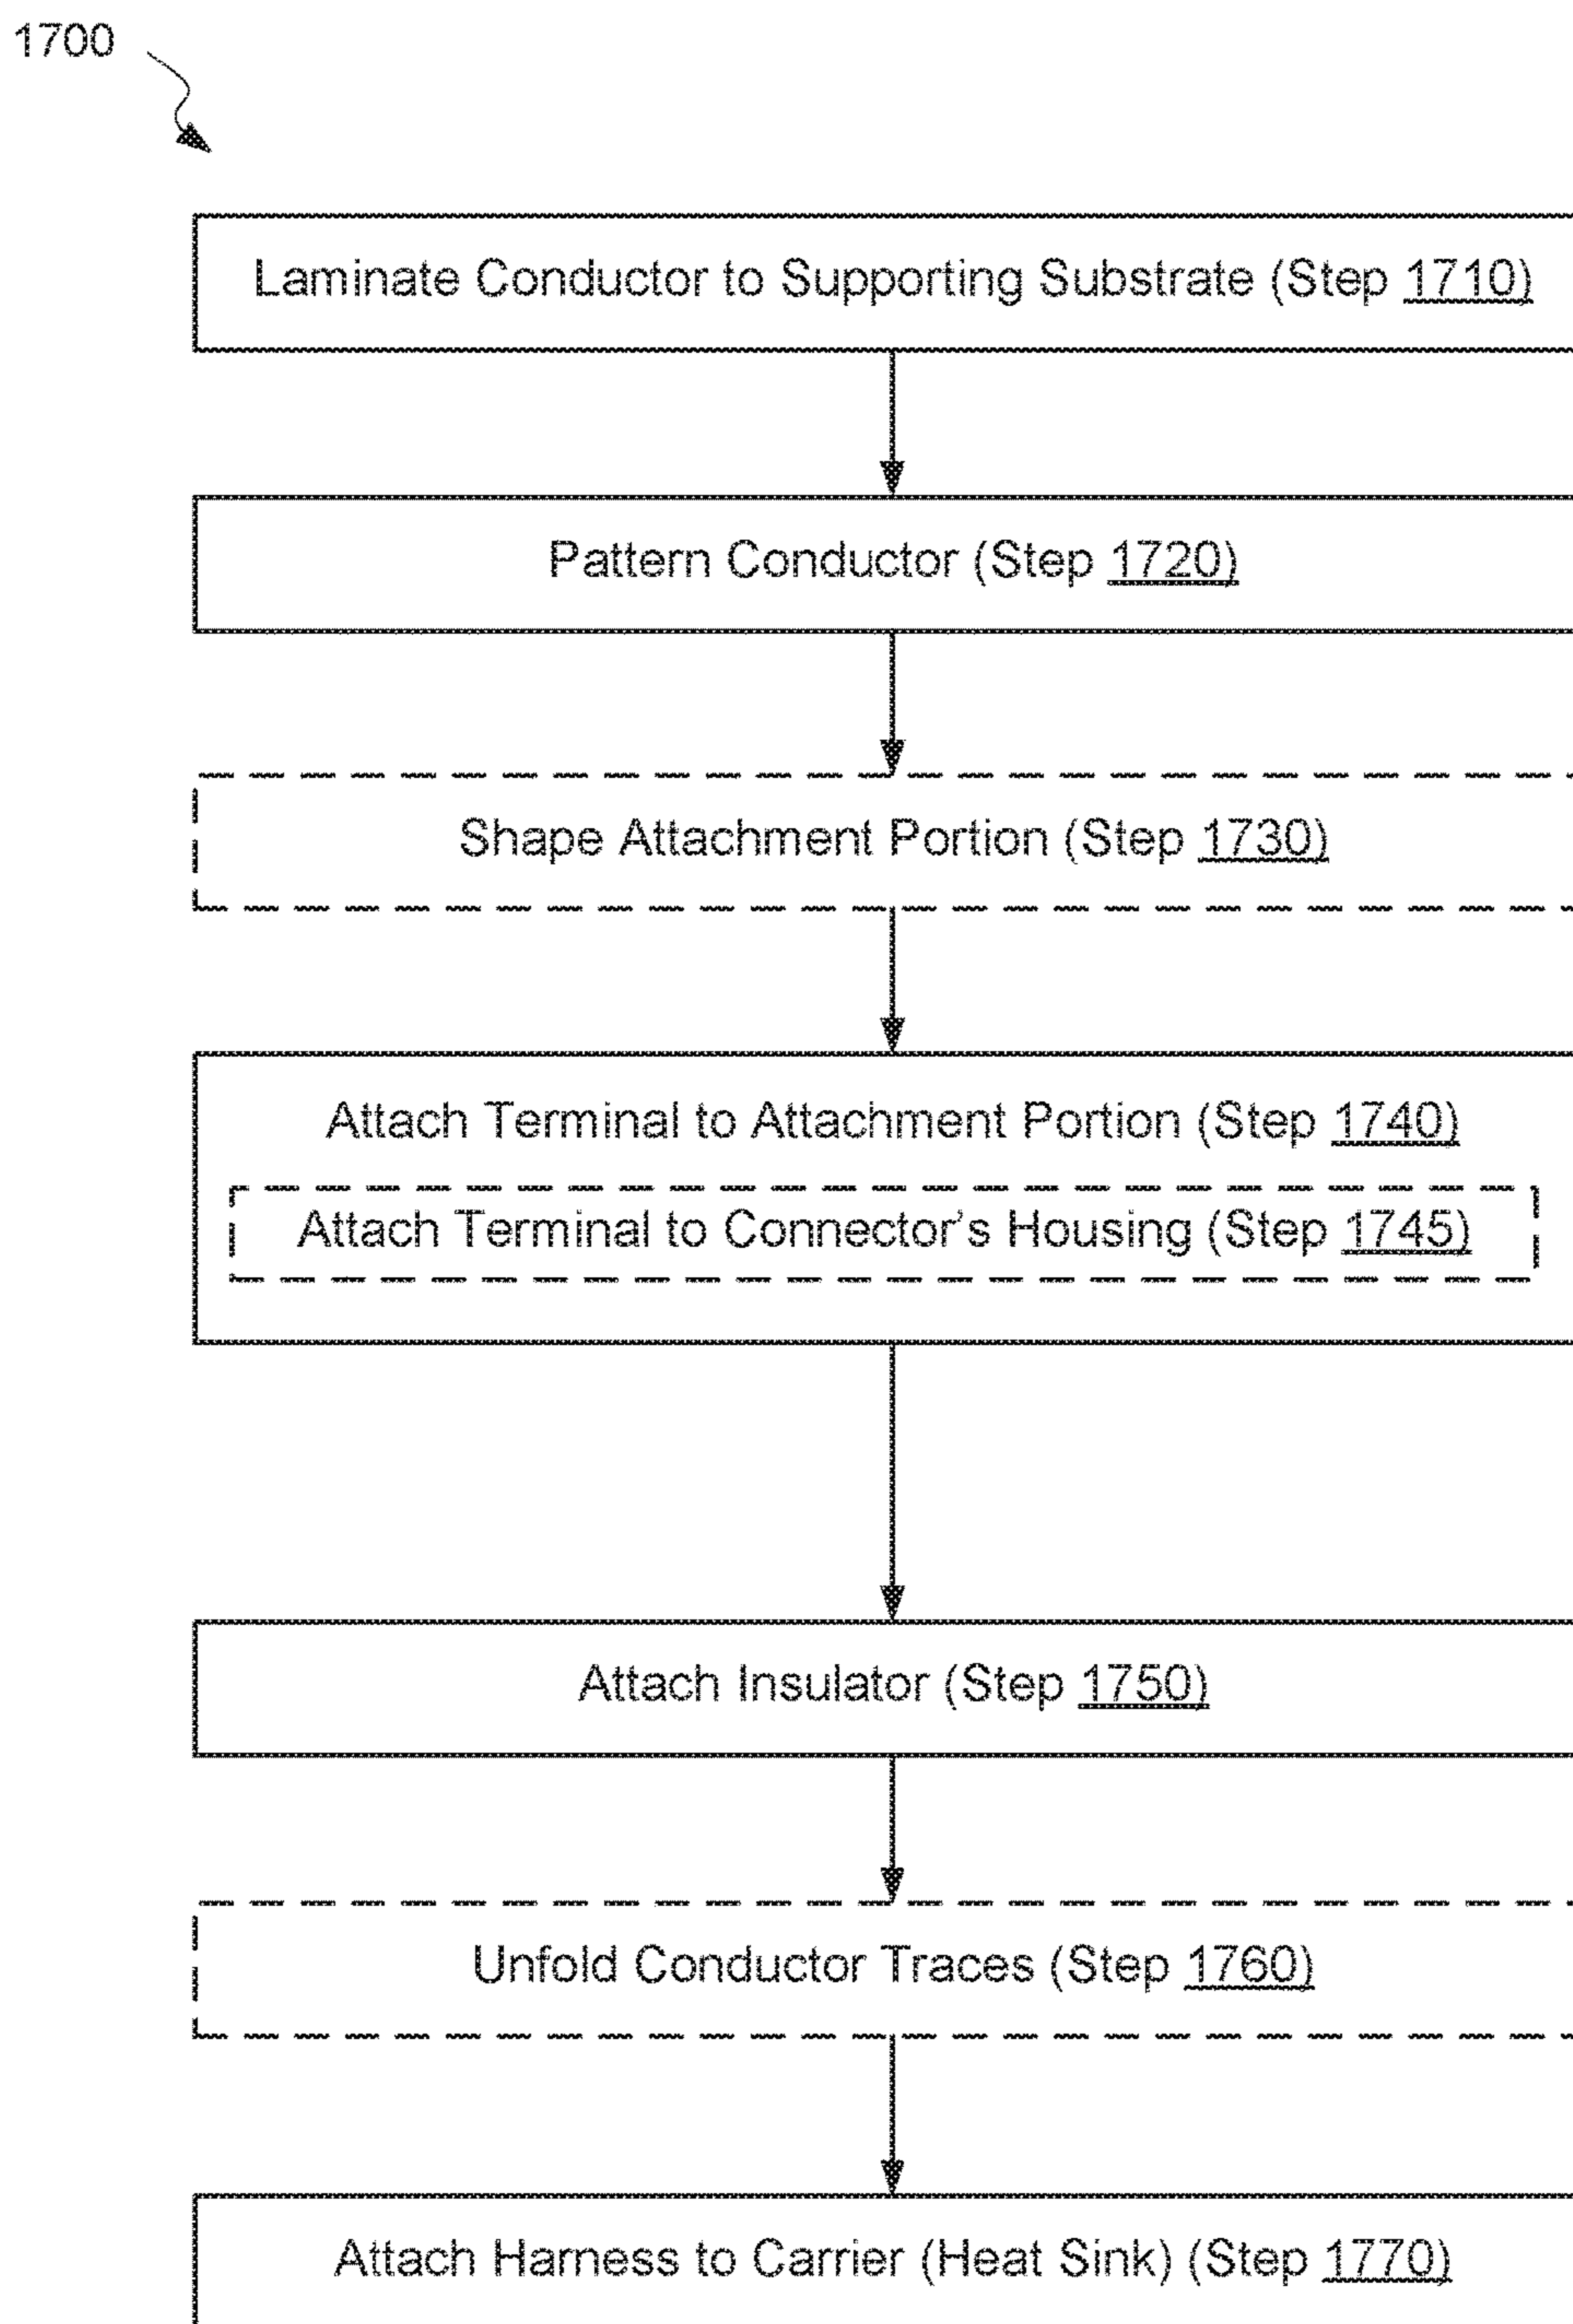 1700
Laminate Conductor to Supporting Substrate (Step 1710)
Pattern Conductor (Step 1720)
Shape Attachment Portion (Step 1730)
Attach Terminal to Attachment Portion (Step 1740)
Attach Terminal to Connector's Housing (Step 1745)
Attach Insulator (Step 1750)
Unfold Conductor Traces (Step 1760)
Attach Harness to Carrier (Heat Sink) (Step 1770)